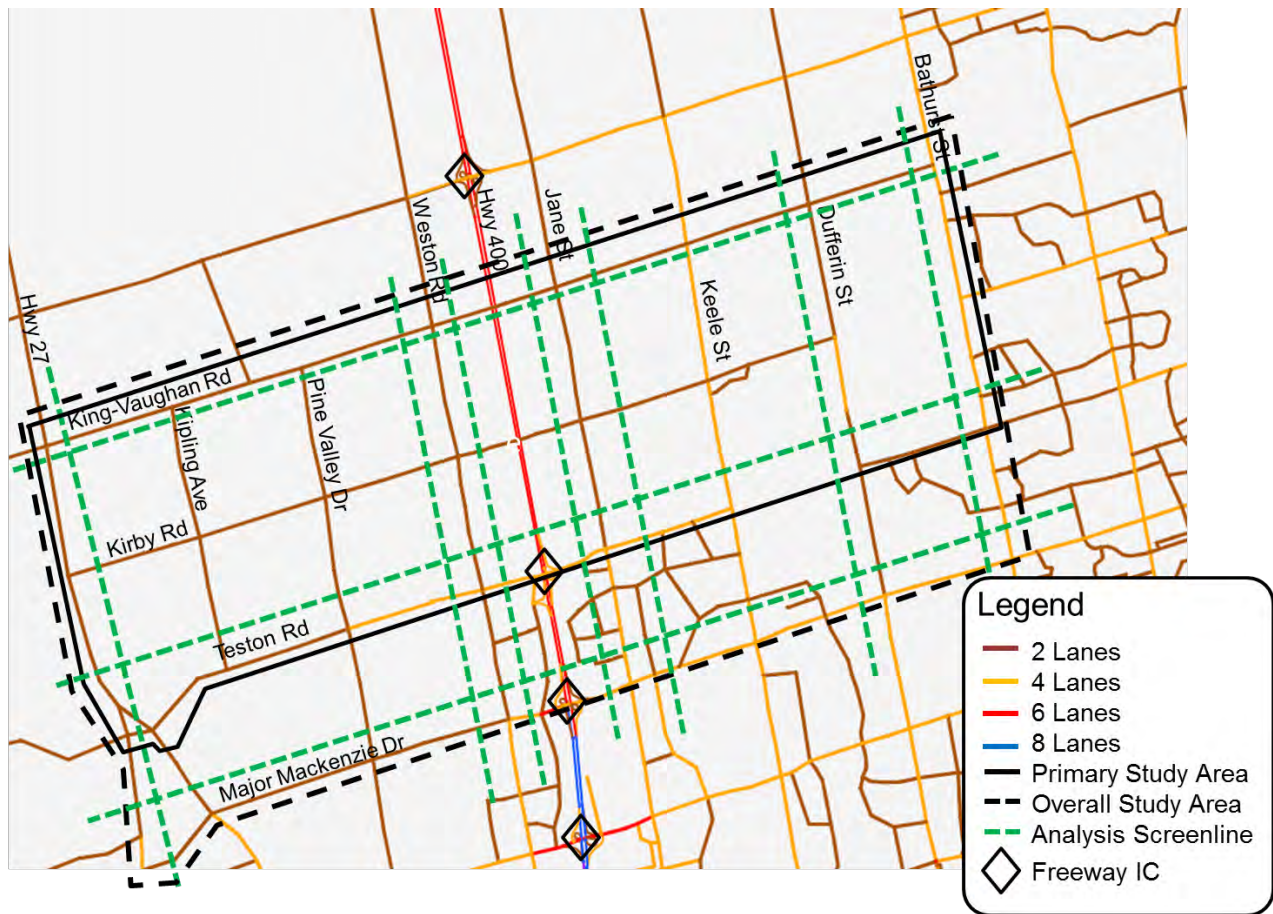 Bathurst St
Hwy 400
Jane St
Weston Rd
Dufferin St
Keele St
Hwy 27
King-Vaughan Rd
Kipling Ave
Pine Valley Dr
Kirby Rd
Teston Rd
Major Mackenzie Dr
Legend
2 Lanes
4 Lanes
6 Lanes
8 Lanes
Primary Study Area
Overall Study Area
Analysis Screenline
Freeway IC